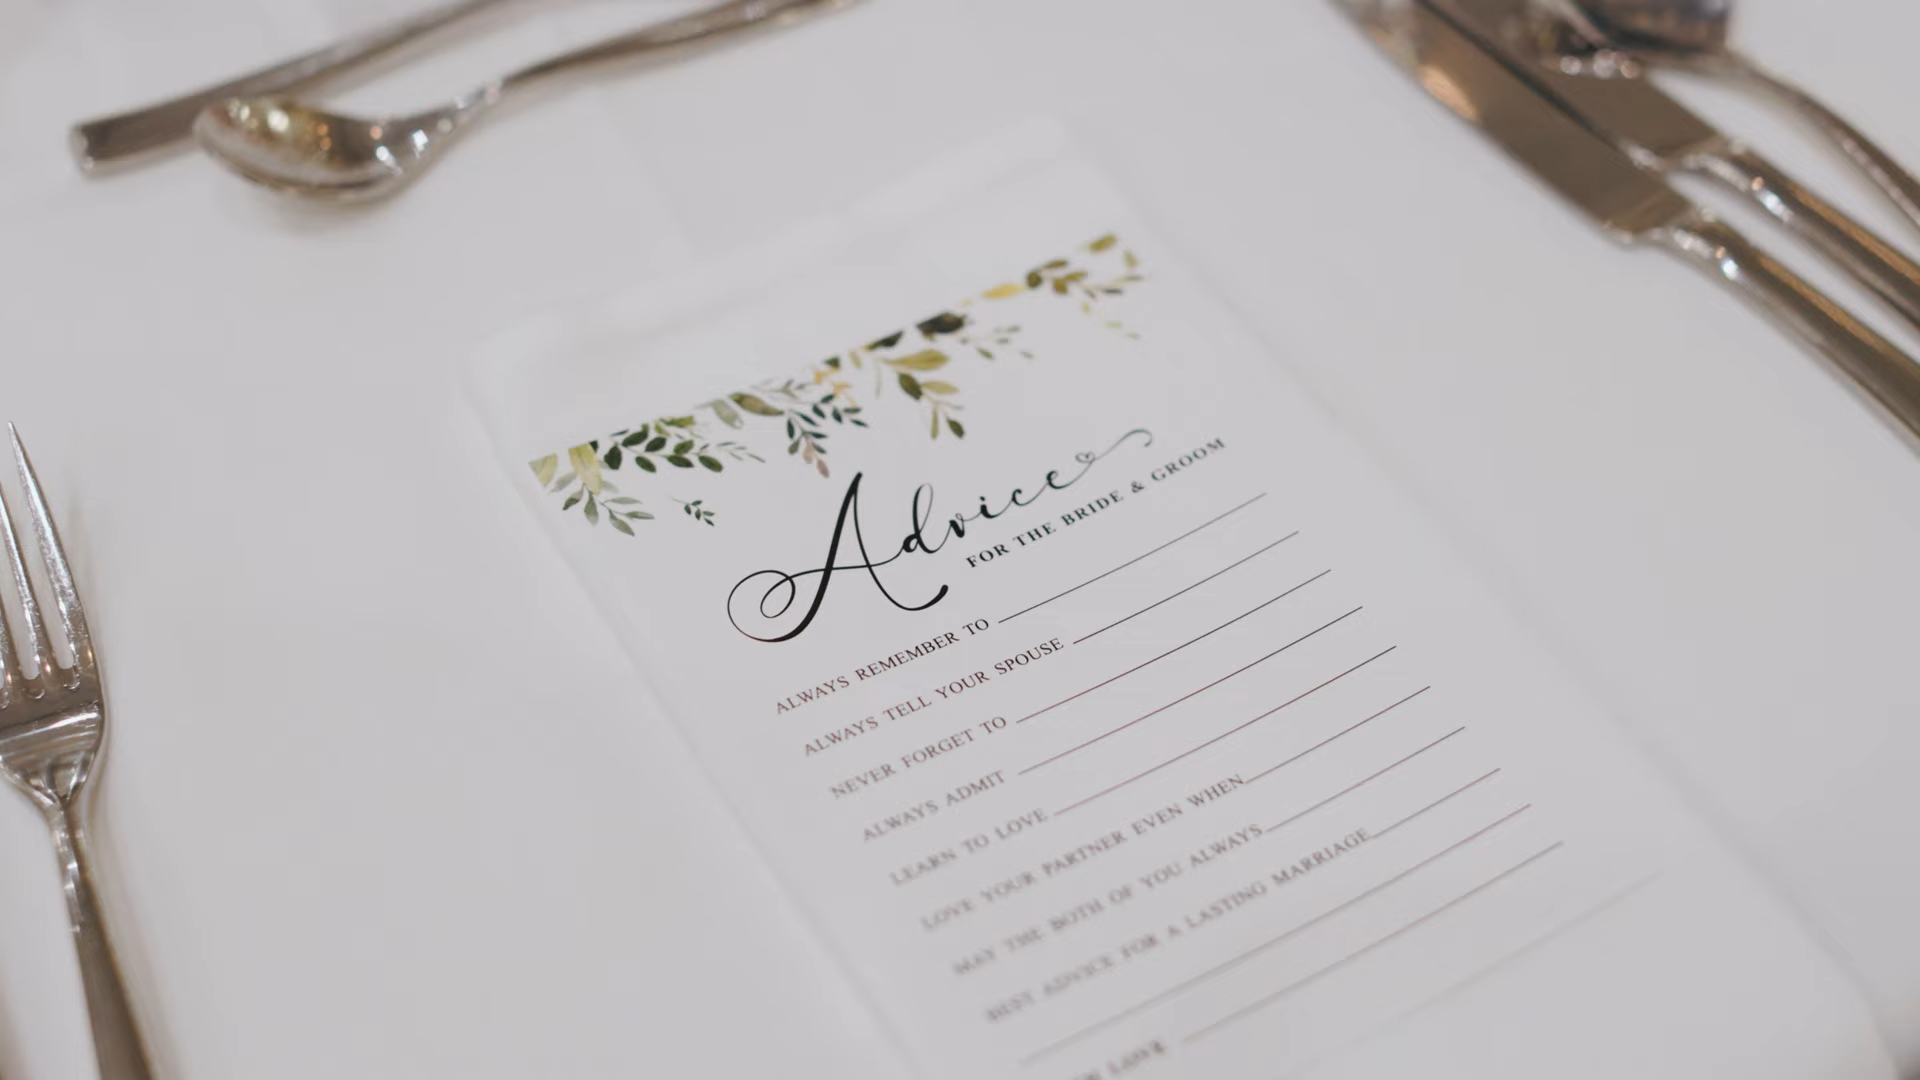 Advice
FOR THE BRIDE & GROOM
ALWAYS REMEMBER TO
ALWAYS TELL YOUR SPOUSE
NEVER FORGET TO
ALWAYS ADMIT
LEARN TO LOVE
LOVE YOUR PARTNER EVEN WHEN
MAY THE BOTH OF YOU ALWAYS
BEST ADVICE FOR A LASTING MARRIAGE
LOVE